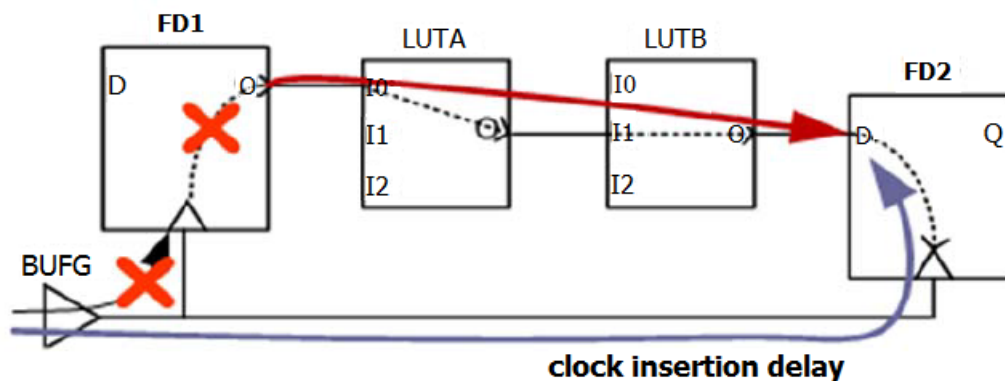 FD1
LUTA
LUTB
FD2
D
O
I0
I1
I2
O
I0
I1
I2
O
D
Q
BUFG
clock insertion delay